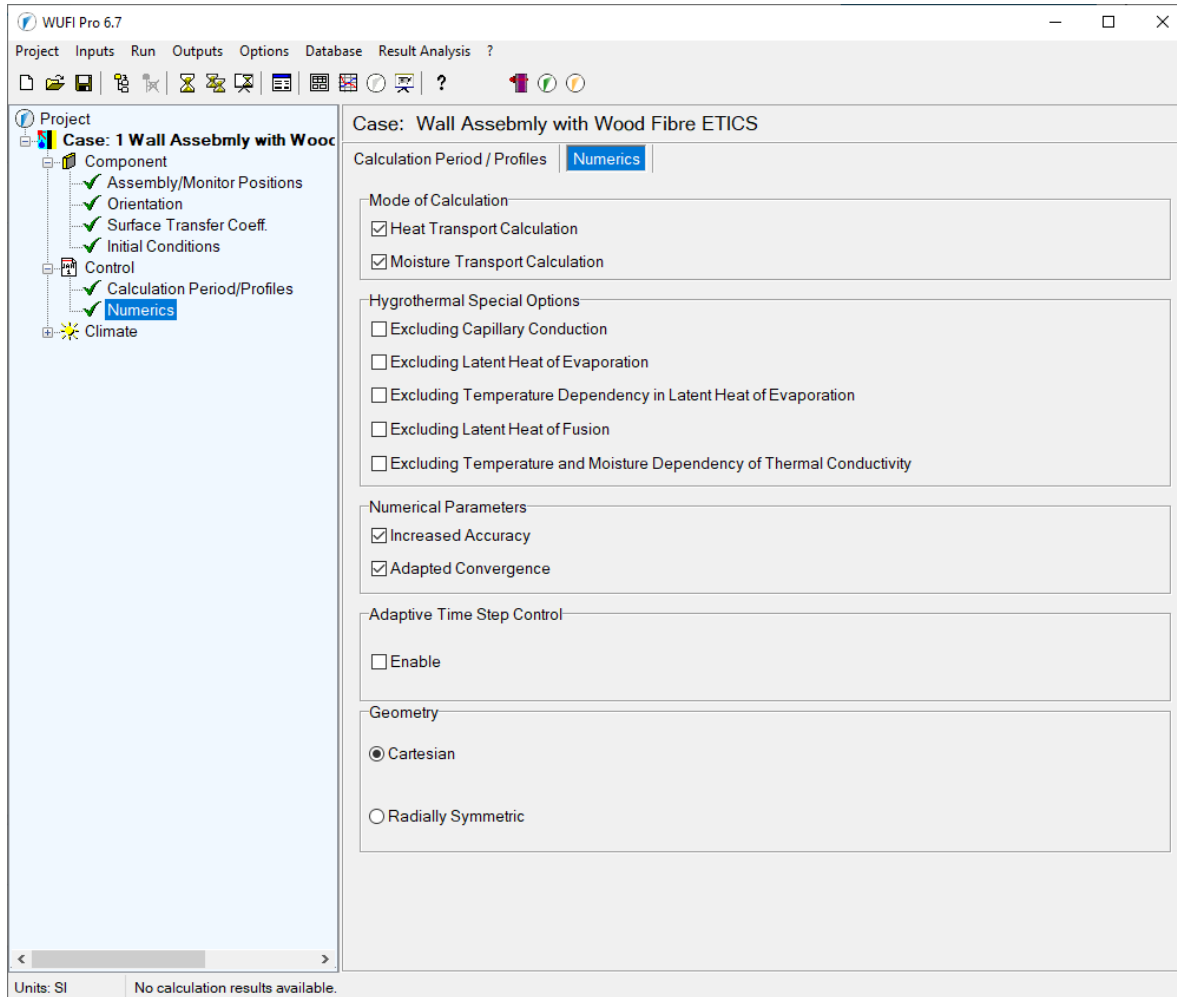 WUFI Pro 6.7
Project Inputs Run Outputs Options Database Result Analysis ?
Project
Case: 1 Wall Assebmly with Wood
Component
Assembly/Monitor Positions
Orientation
Surface Transfer Coeff.
Initial Conditions
Control
Calculation Period/Profiles
Numerics
Climate
Case: Wall Assebmly with Wood Fibre ETICS
Calculation Period / Profiles Numerics
Mode of Calculation
Heat Transport Calculation
Moisture Transport Calculation
Hygrothermal Special Options
Excluding Capillary Conduction
Excluding Latent Heat of Evaporation
Excluding Temperature Dependency in Latent Heat of Evaporation
Excluding Latent Heat of Fusion
Excluding Temperature and Moisture Dependency of Thermal Conductivity
Numerical Parameters
Increased Accuracy
Adapted Convergence
Adaptive Time Step Control
Enable
Geometry
Cartesian
Radially Symmetric
Units: SI No calculation results available.